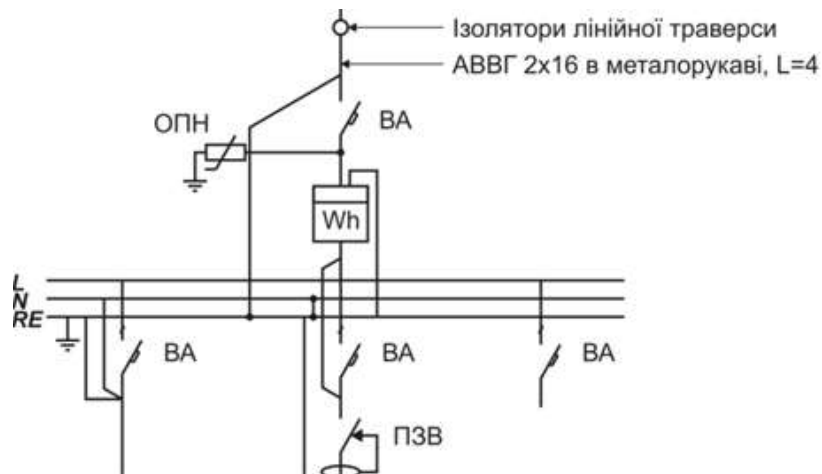 Ізолятори лінійної траверси
АВВГ 2х16 в металорукаві, L=4
ОПН
ВА
Wh
L
N
RE
ВА
ВА
ВА
ПЗВ